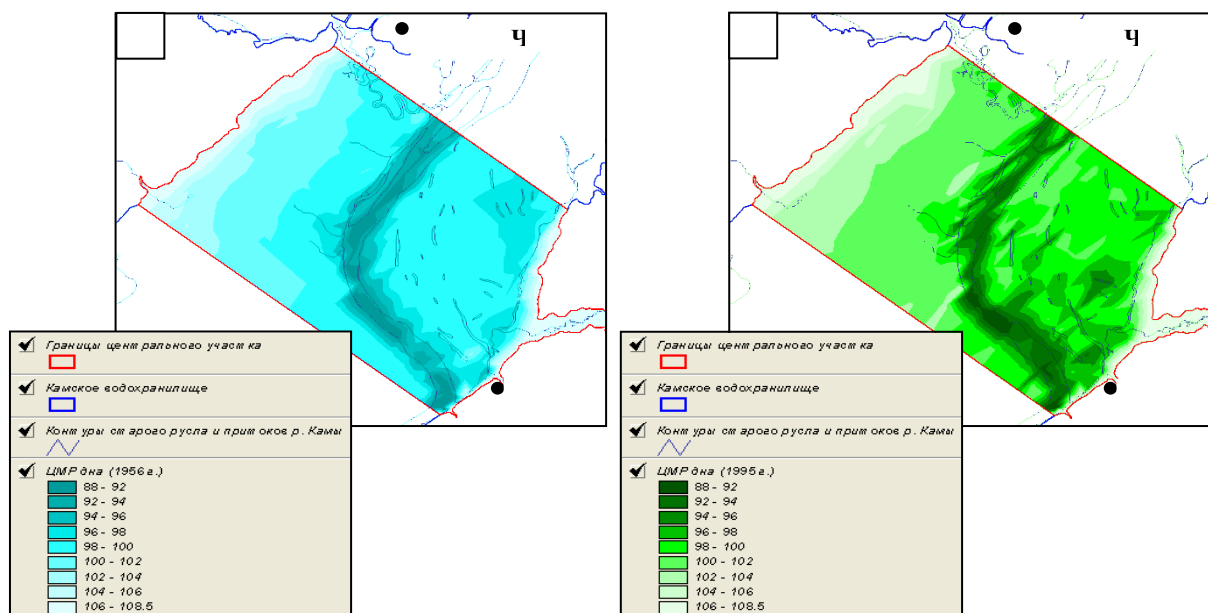 ч
Границы центрального участка
Камское водохранилище
Контуры старого русла и притоков р. Камы
ЦМР дна (1956 г.)
88 - 92
92 - 94
94 - 96
96 - 98
98 - 100
100 - 102
102 - 104
104 - 106
106 - 108.5
ч
Границы центрального участка
Камское водохранилище
Контуры старого русла и притоков р. Камы
ЦМР дна (1995 г.)
88 - 92
92 - 94
94 - 96
96 - 98
98 - 100
100 - 102
102 - 104
104 - 106
106 - 108.5